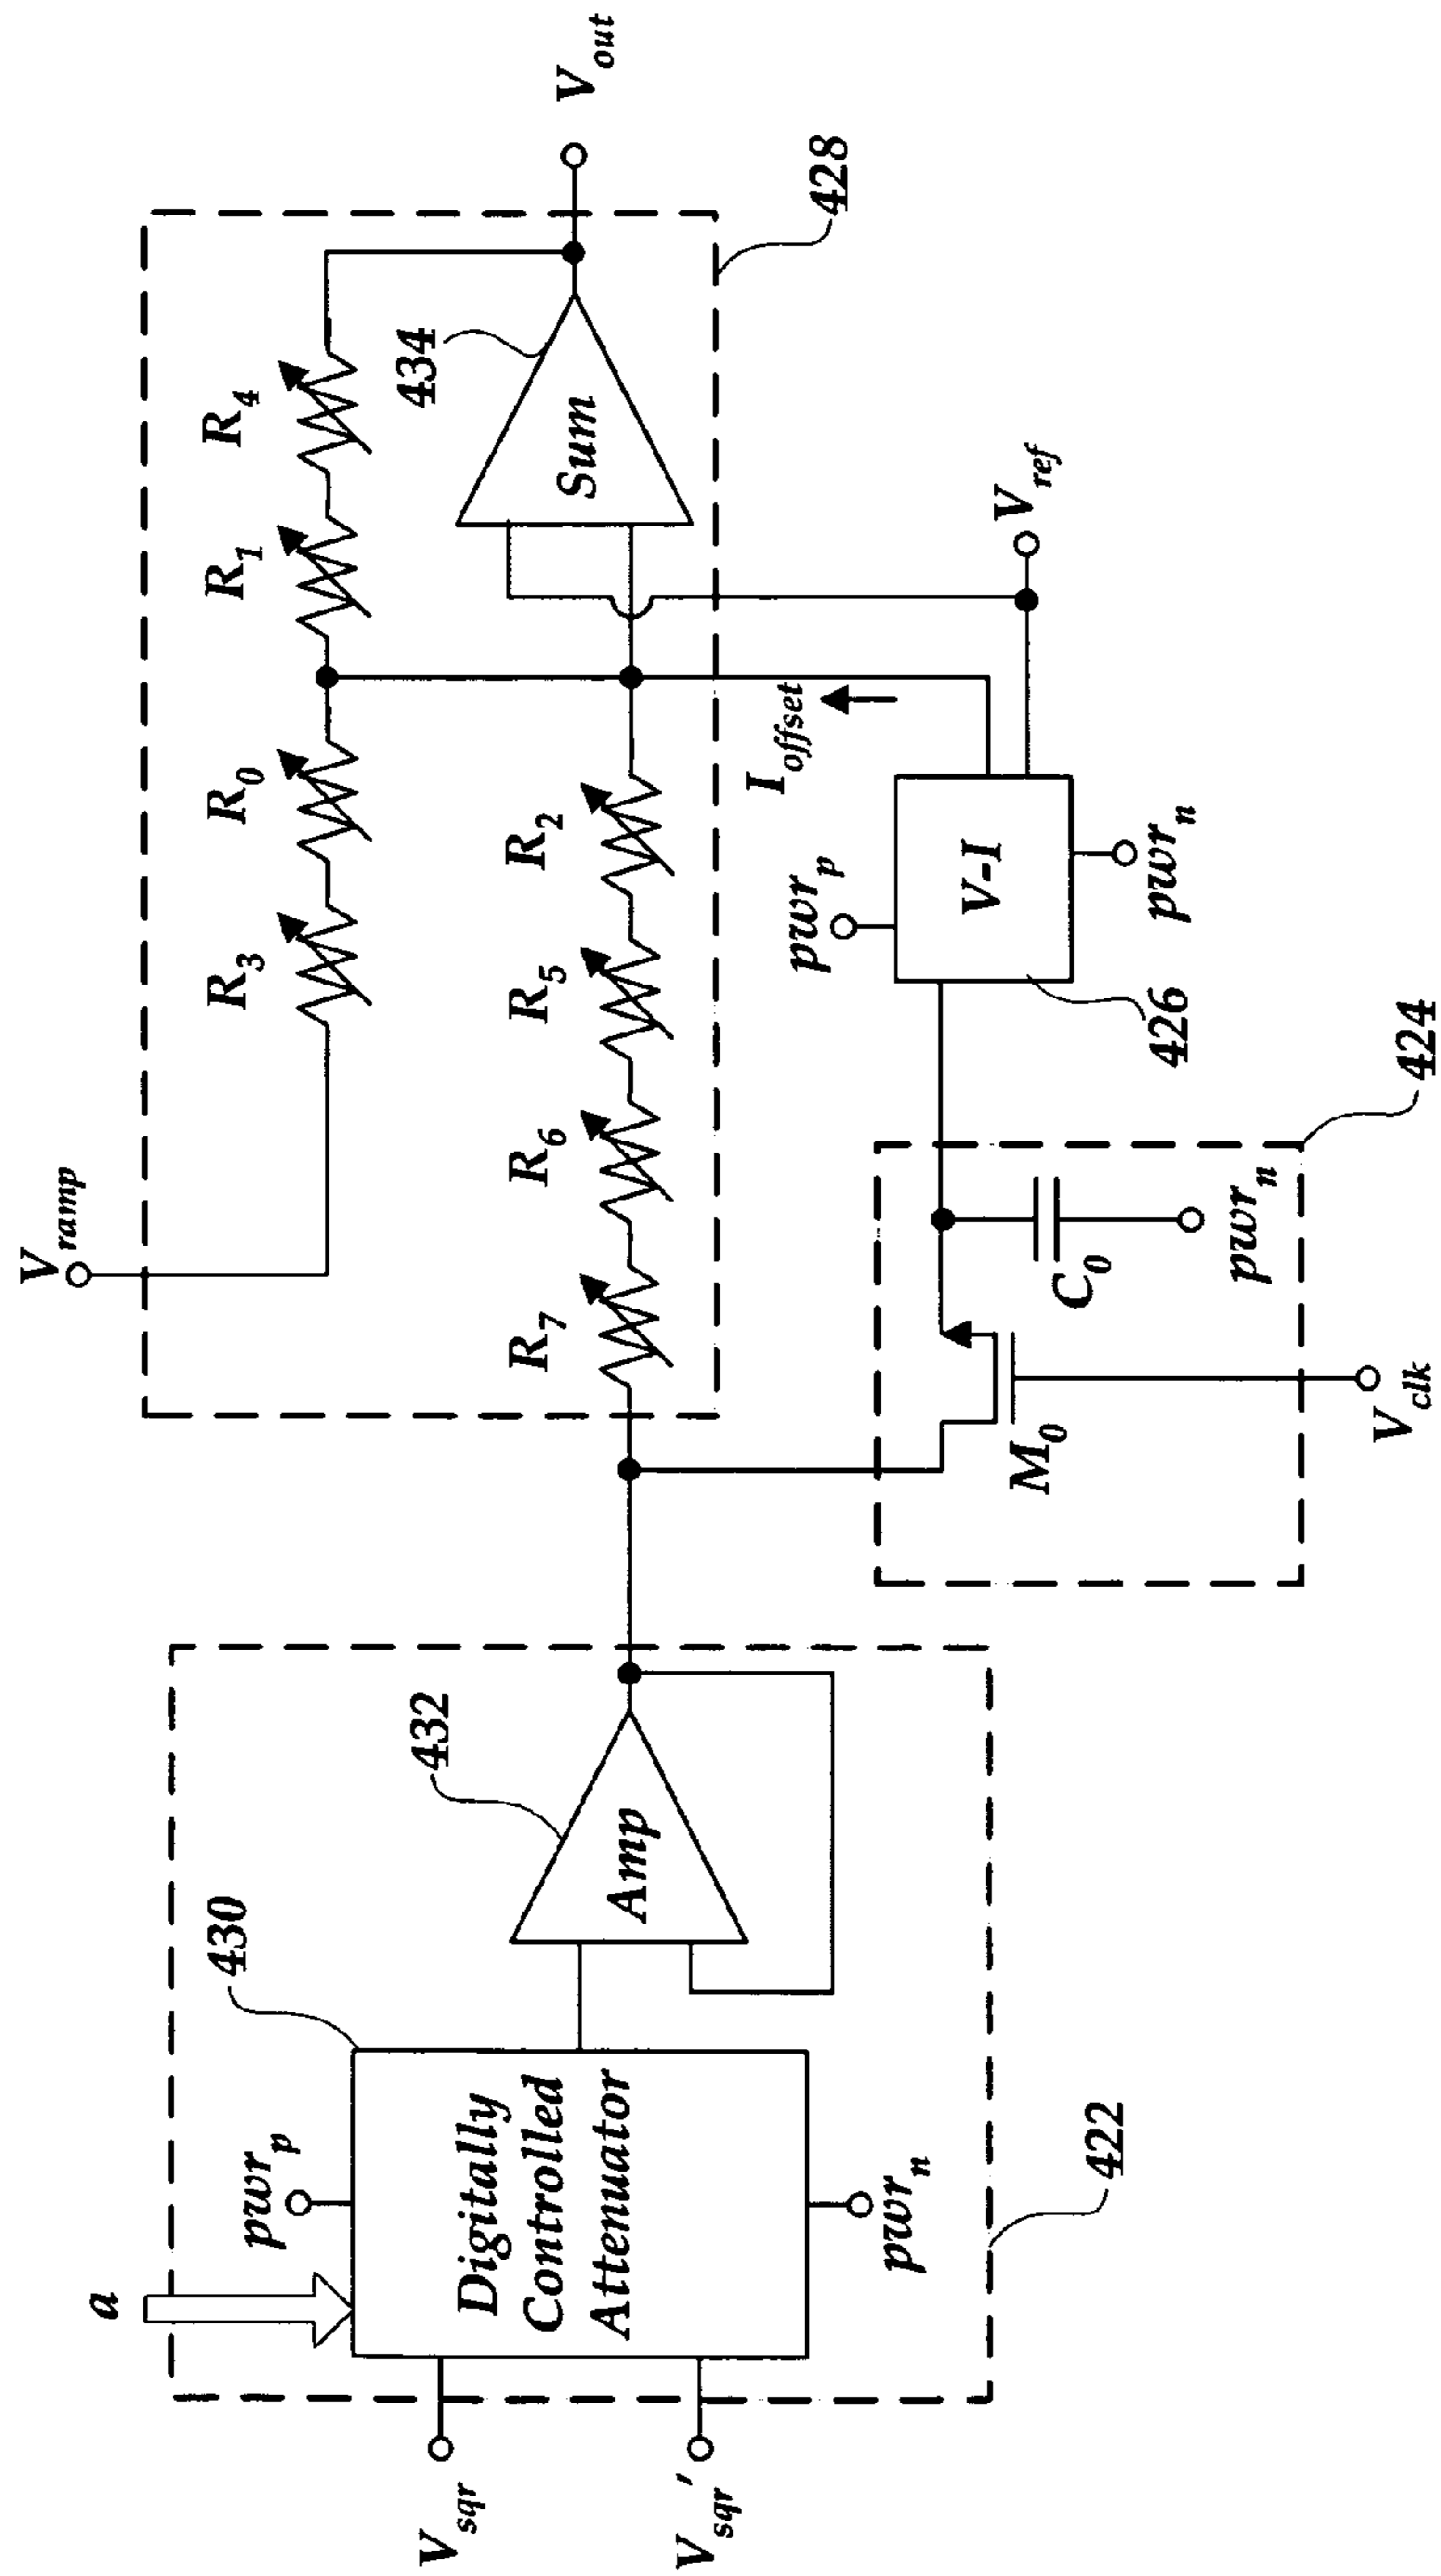 V_ramp
R_3
R_0
R_1
R_4
434
Sum
V_out
428
R_7
R_6
R_5
R_2
I_offset
V_ref
pwr_p
V-I
pwr_n
426
424
C_0
pwr_n
M_0
V_clk
a
pwr_p
430
432
Digitally
Controlled
Attenuator
Amp
V_sqr
V_sqr'
pwr_n
422